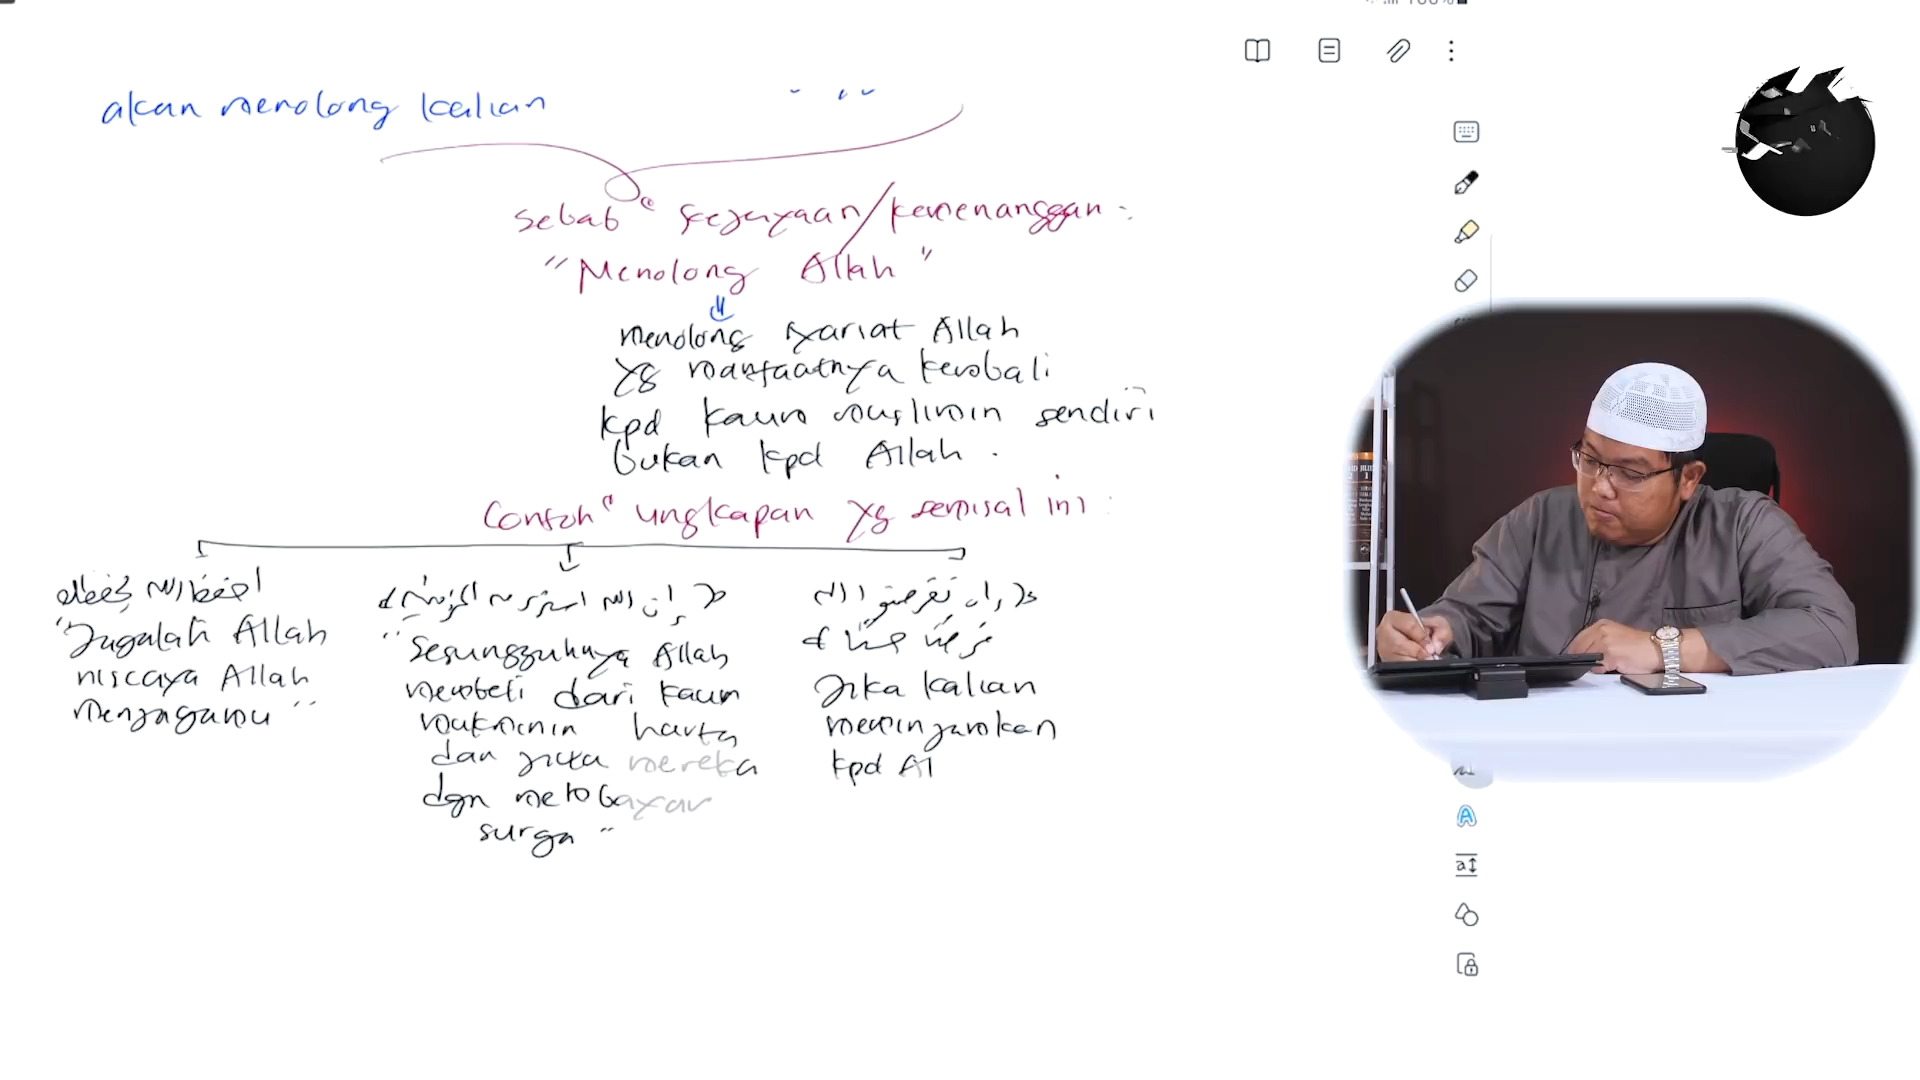 akan menolong kalian
sebab² kejayaan/kemenanggan :
"Menolong Allah"
menolong syariat Allah
yg manfaatnya kembali
kpd kaum muslimin sendiri
bukan kpd Allah .
Contoh² ungkapan yg semisal ini :
احفظ الله يحفظك
"Jagalah Allah
niscaya Allah
menjagamu"
﴿إن الله اشترى من المؤمنين﴾
"Sesungguhnya Allah
membeli dari kaum
mukminin harta
dan jiwa mereka
dgn membayar
surga"
﴿إن تقرضوا الله
قرضا حسنا﴾
Jika kalian
meminjamkan
kpd Al